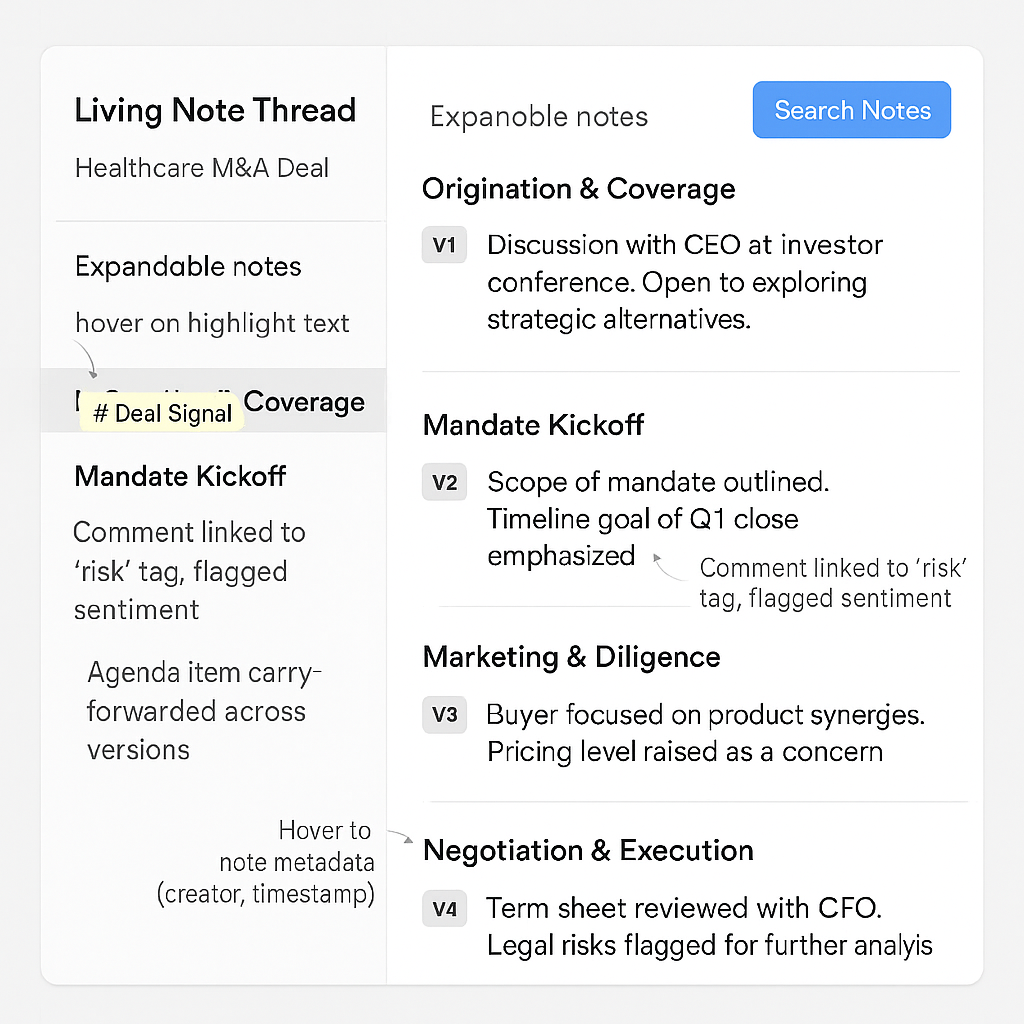 Living Note Thread
Healthcare M&A Deal
Expandable notes
hover on highlight text
# Deal Signal
Coverage
Mandate Kickoff
Comment linked to
‘risk’ tag, flagged
sentiment
Agenda item carry-
forwarded across
versions
Hover to
note metadata
(creator, timestamp)
Expanoble notes
Search Notes
Origination & Coverage
V1 Discussion with CEO at investor
conference. Open to exploring
strategic alternatives.
Mandate Kickoff
V2 Scope of mandate outlined.
Timeline goal of Q1 close
emphasized
Comment linked to ‘risk’
tag, flagged sentiment
Marketing & Diligence
V3 Buyer focused on product synergies.
Pricing level raised as a concern
Negotiation & Execution
V4 Term sheet reviewed with CFO.
Legal risks flagged for further analyis